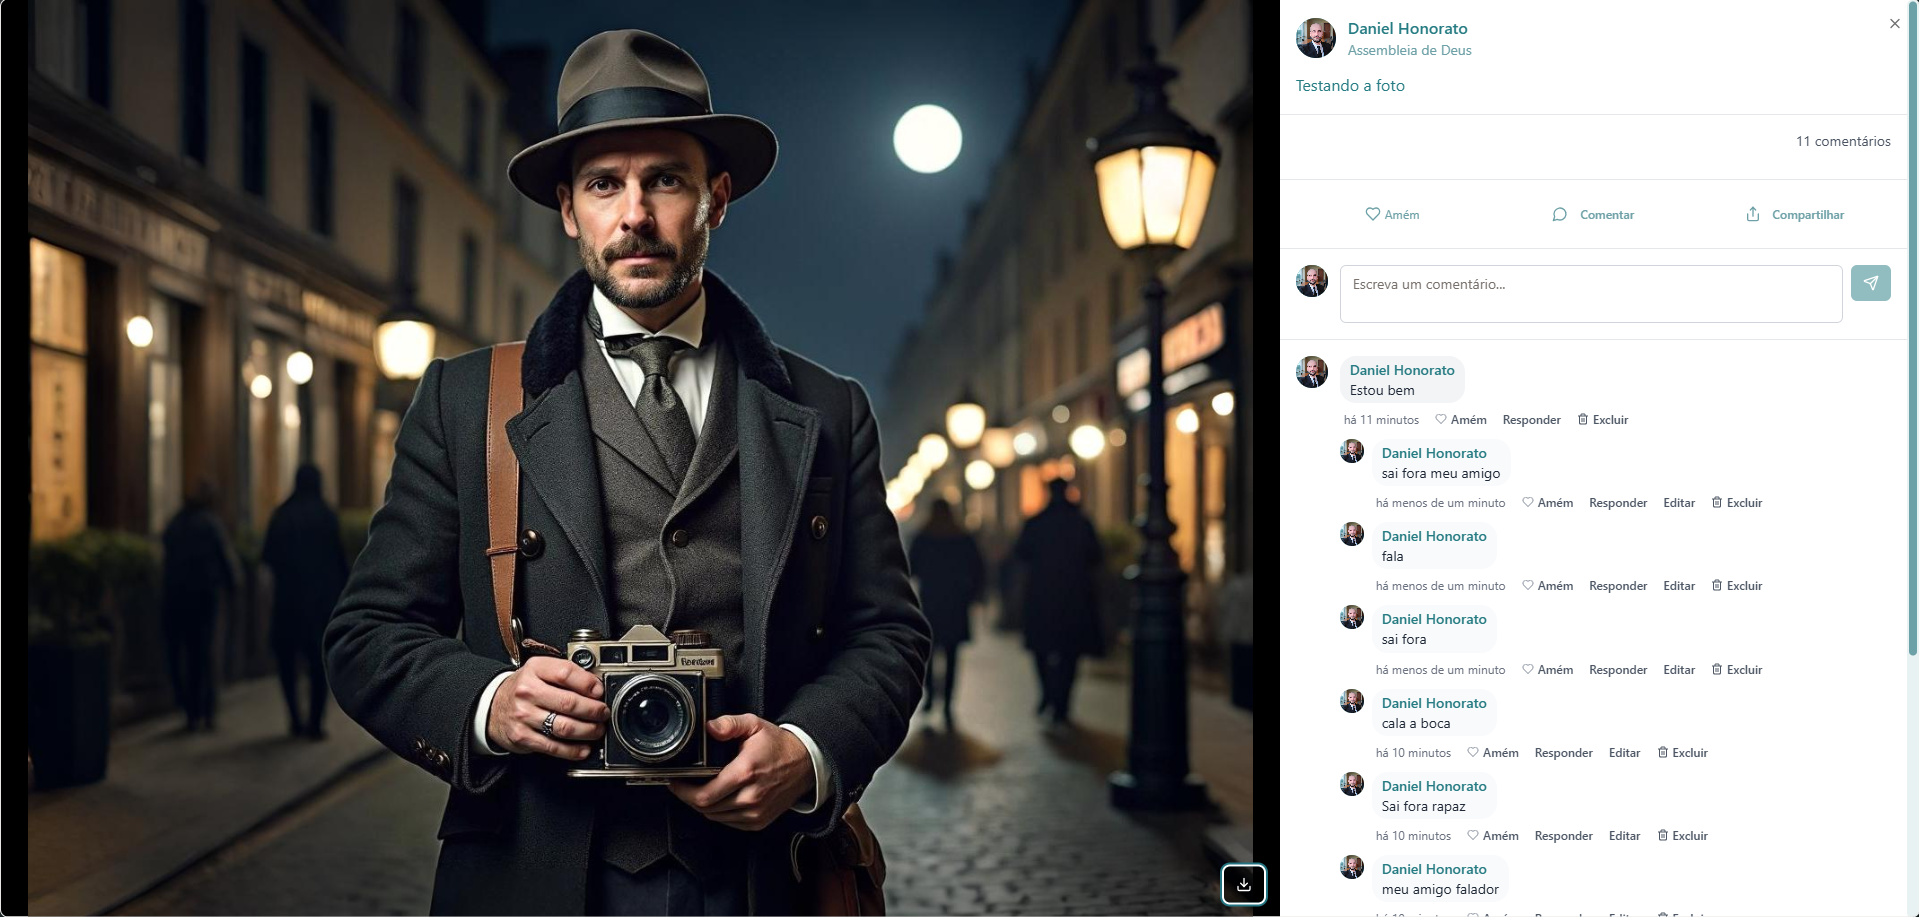 Daniel Honorato
Assembleia de Deus
Testando a foto
11 comentários
Amém
Comentar
Compartilhar
Escreva um comentário...
Daniel Honorato
Estou bem
há 11 minutos Amém Responder Excluir
Daniel Honorato
sai fora meu amigo
há menos de um minuto Amém Responder Editar Excluir
Daniel Honorato
fala
há menos de um minuto Amém Responder Editar Excluir
Daniel Honorato
sai fora
há menos de um minuto Amém Responder Editar Excluir
Daniel Honorato
cala a boca
há 10 minutos Amém Responder Editar Excluir
Daniel Honorato
Sai fora rapaz
há 10 minutos Amém Responder Editar Excluir
Daniel Honorato
meu amigo falador